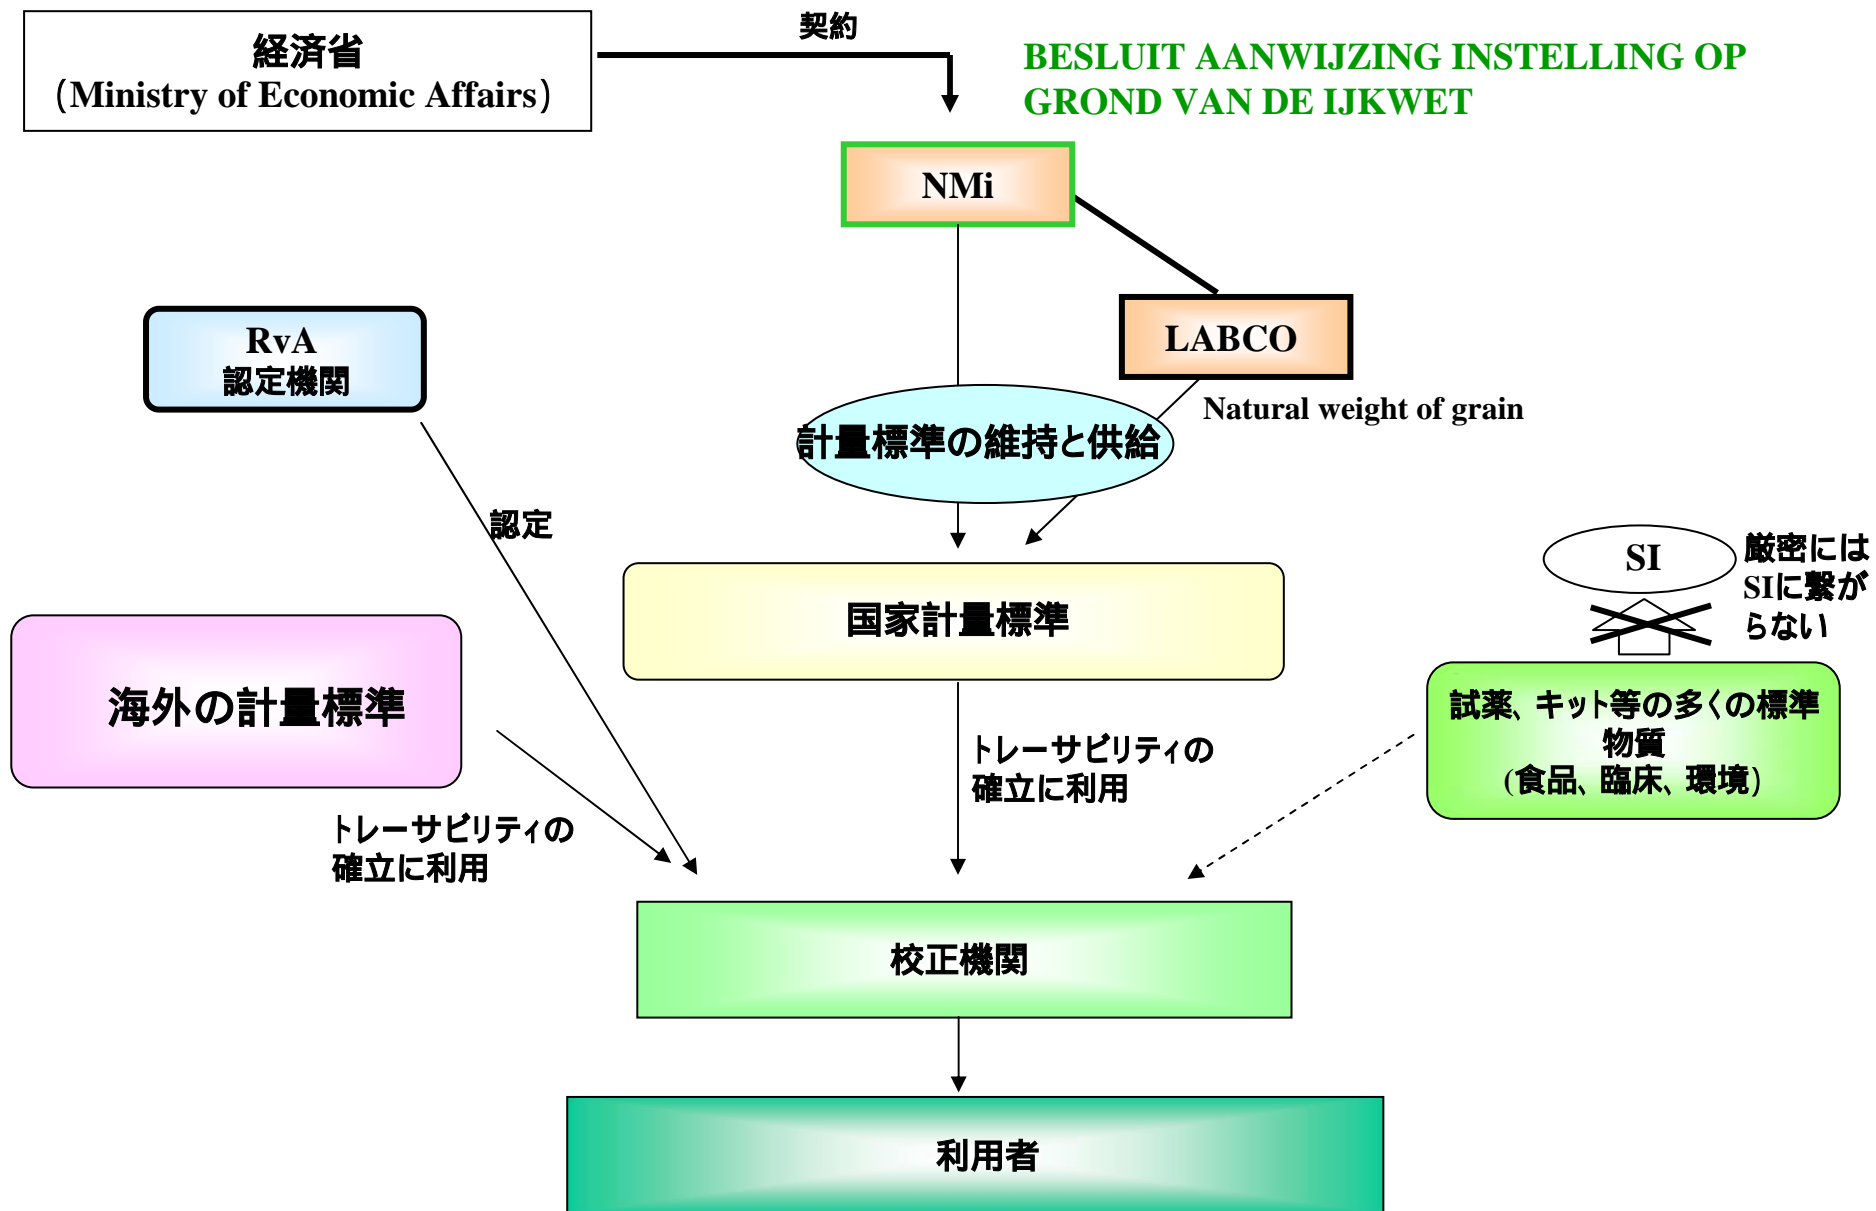 経済省
（Ministry of Economic Affairs）
契約
BESLUIT AANWIJZING INSTELLING OP
GROND VAN DE IJKWET
NMi
LABCO
Natural weight of grain
RvA
認定機関
計量標準の維持と供給
認定
国家計量標準
SI
厳密には
SIに繋が
らない
海外の計量標準
試薬、キット等の多くの標準
物質
(食品、臨床、環境)
トレーサビリティの
確立に利用
トレーサビリティの
確立に利用
校正機関
利用者